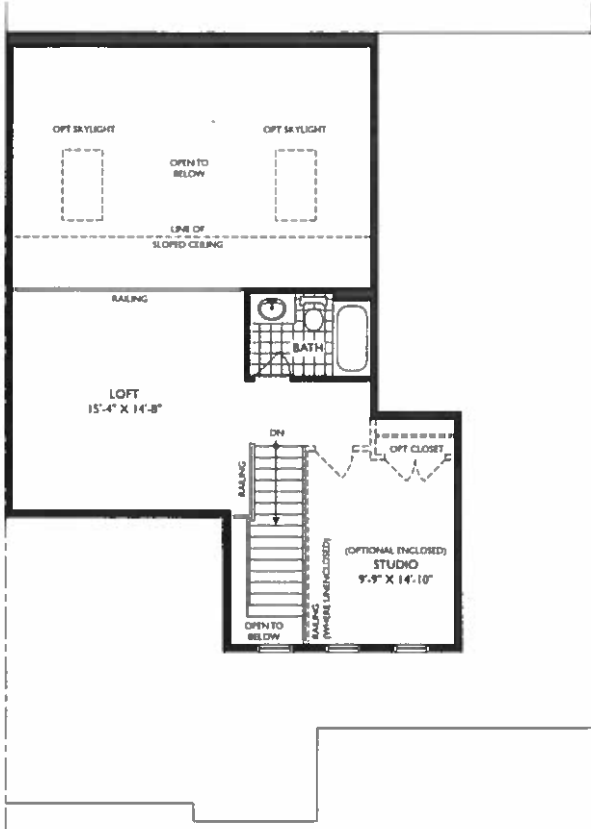 OPT SKYLIGHT
OPT SKYLIGHT
OPEN TO
BELOW
LINE OF
SLOPED CEILING
RAILING
BATH
LOFT
15'-4" X 14'-8"
DN
OPT CLOSET
RAILING
(OPTIONAL ENCLOSED)
STUDIO
9'-9" X 14'-10"
RAILING
(WHERE UNENCLOSED)
OPEN TO
BELOW